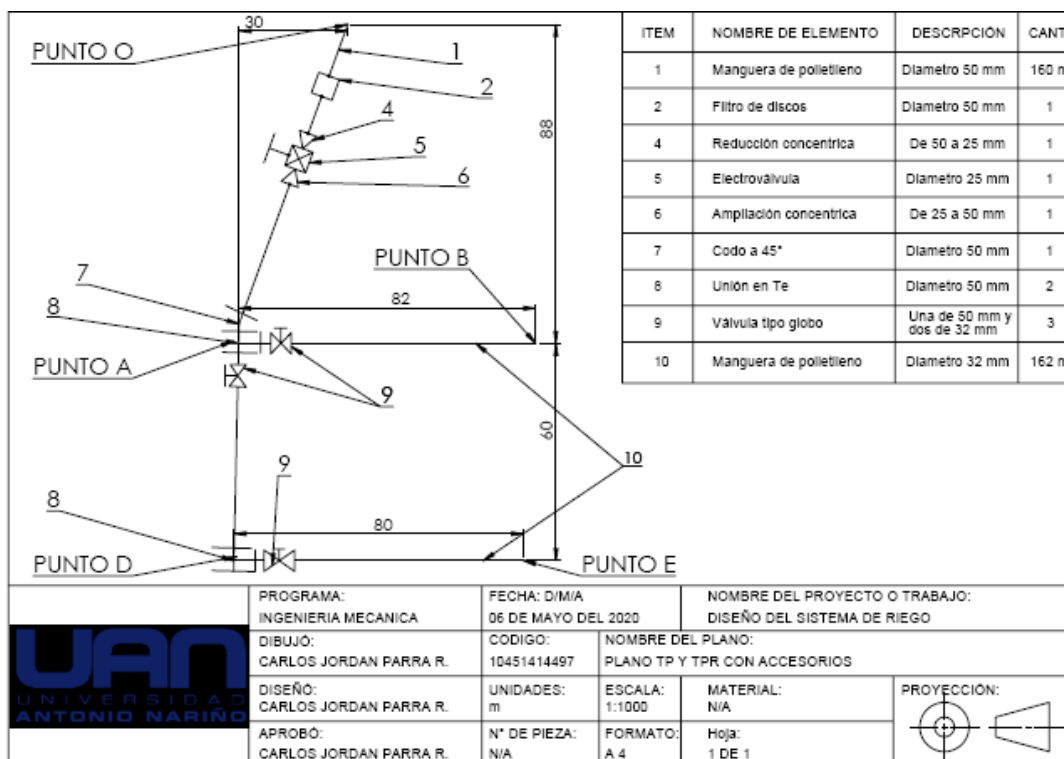 30
PUNTO O
1
2
4
5
6
88
PUNTO B
7
82
8
PUNTO A
9
60
10
9
8
80
PUNTO D
PUNTO E
ITEM NOMBRE DE ELEMENTO DESCRPCIÓN CANT
1 Manguera de polietileno Diametro 50 mm 160 m
2 Filtro de discos Diametro 50 mm 1
4 Reducción concentrica De 50 a 25 mm 1
5 Electroválvula Diametro 25 mm 1
6 Ampliación concentrica De 25 a 50 mm 1
7 Codo a 45° Diametro 50 mm 1
8 Unión en Te Diametro 50 mm 2
9 Válvula tipo globo Una de 50 mm y
dos de 32 mm 3
10 Manguera de polietileno Diametro 32 mm 162 m
UAN
UNIVERSIDAD
ANTONIO NARIÑO
PROGRAMA:
INGENIERIA MECANICA
FECHA: D/M/A
06 DE MAYO DEL 2020
NOMBRE DEL PROYECTO O TRABAJO:
DISEÑO DEL SISTEMA DE RIEGO
DIBUJÓ:
CARLOS JORDAN PARRA R.
CODIGO:
10451414497
NOMBRE DEL PLANO:
PLANO TP Y TPR CON ACCESORIOS
DISEÑÓ:
CARLOS JORDAN PARRA R.
UNIDADES:
m
ESCALA:
1:1000
MATERIAL:
N/A
PROYECCIÓN:
APROBÓ:
CARLOS JORDAN PARRA R.
N° DE PIEZA:
N/A
FORMATO:
A 4
Hoja:
1 DE 1